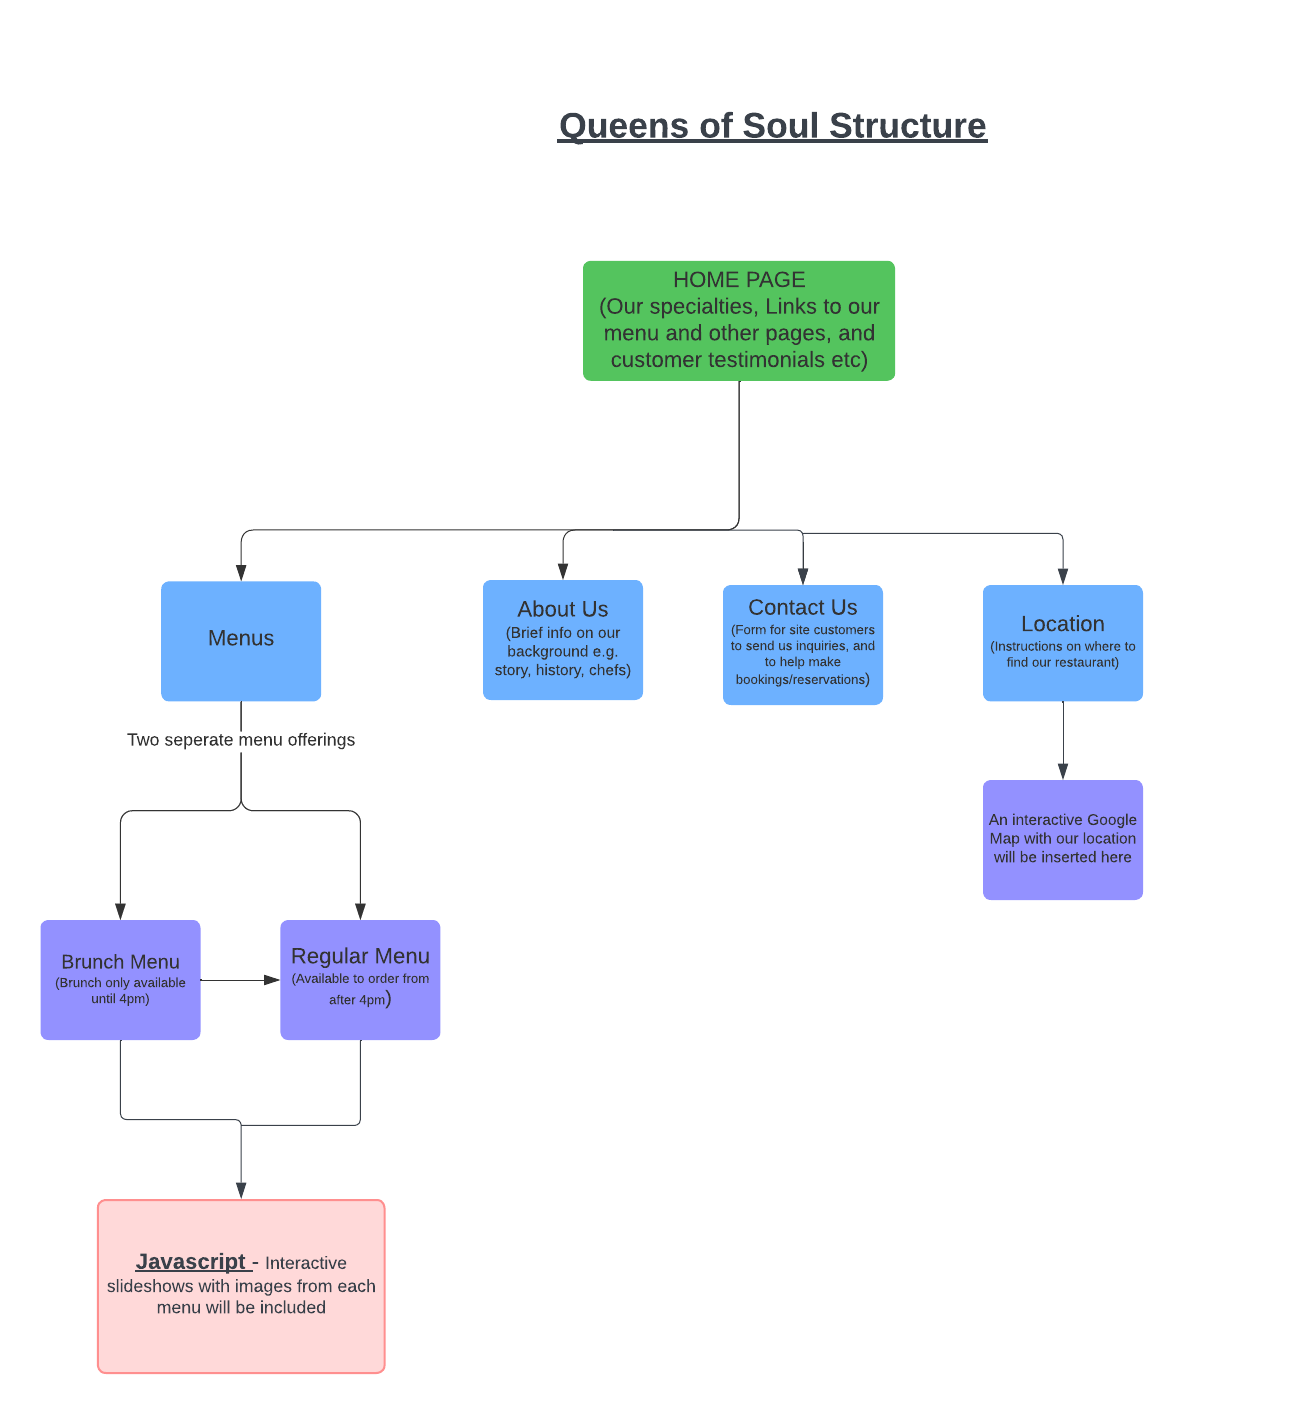 Queens of Soul Structure
HOME PAGE
(Our specialties, Links to our
menu and other pages, and
customer testimonials etc)
Menus
About Us
(Brief info on our
background e.g.
story, history, chefs)
Contact Us
(Form for site customers
to send us inquiries, and
to help make
bookings/reservations)
Location
(Instructions on where to
find our restaurant)
Two seperate menu offerings
An interactive Google
Map with our location
will be inserted here
Brunch Menu
(Brunch only available
until 4pm)
Regular Menu
(Available to order from
after 4pm)
Javascript - Interactive
slideshows with images from each
menu will be included